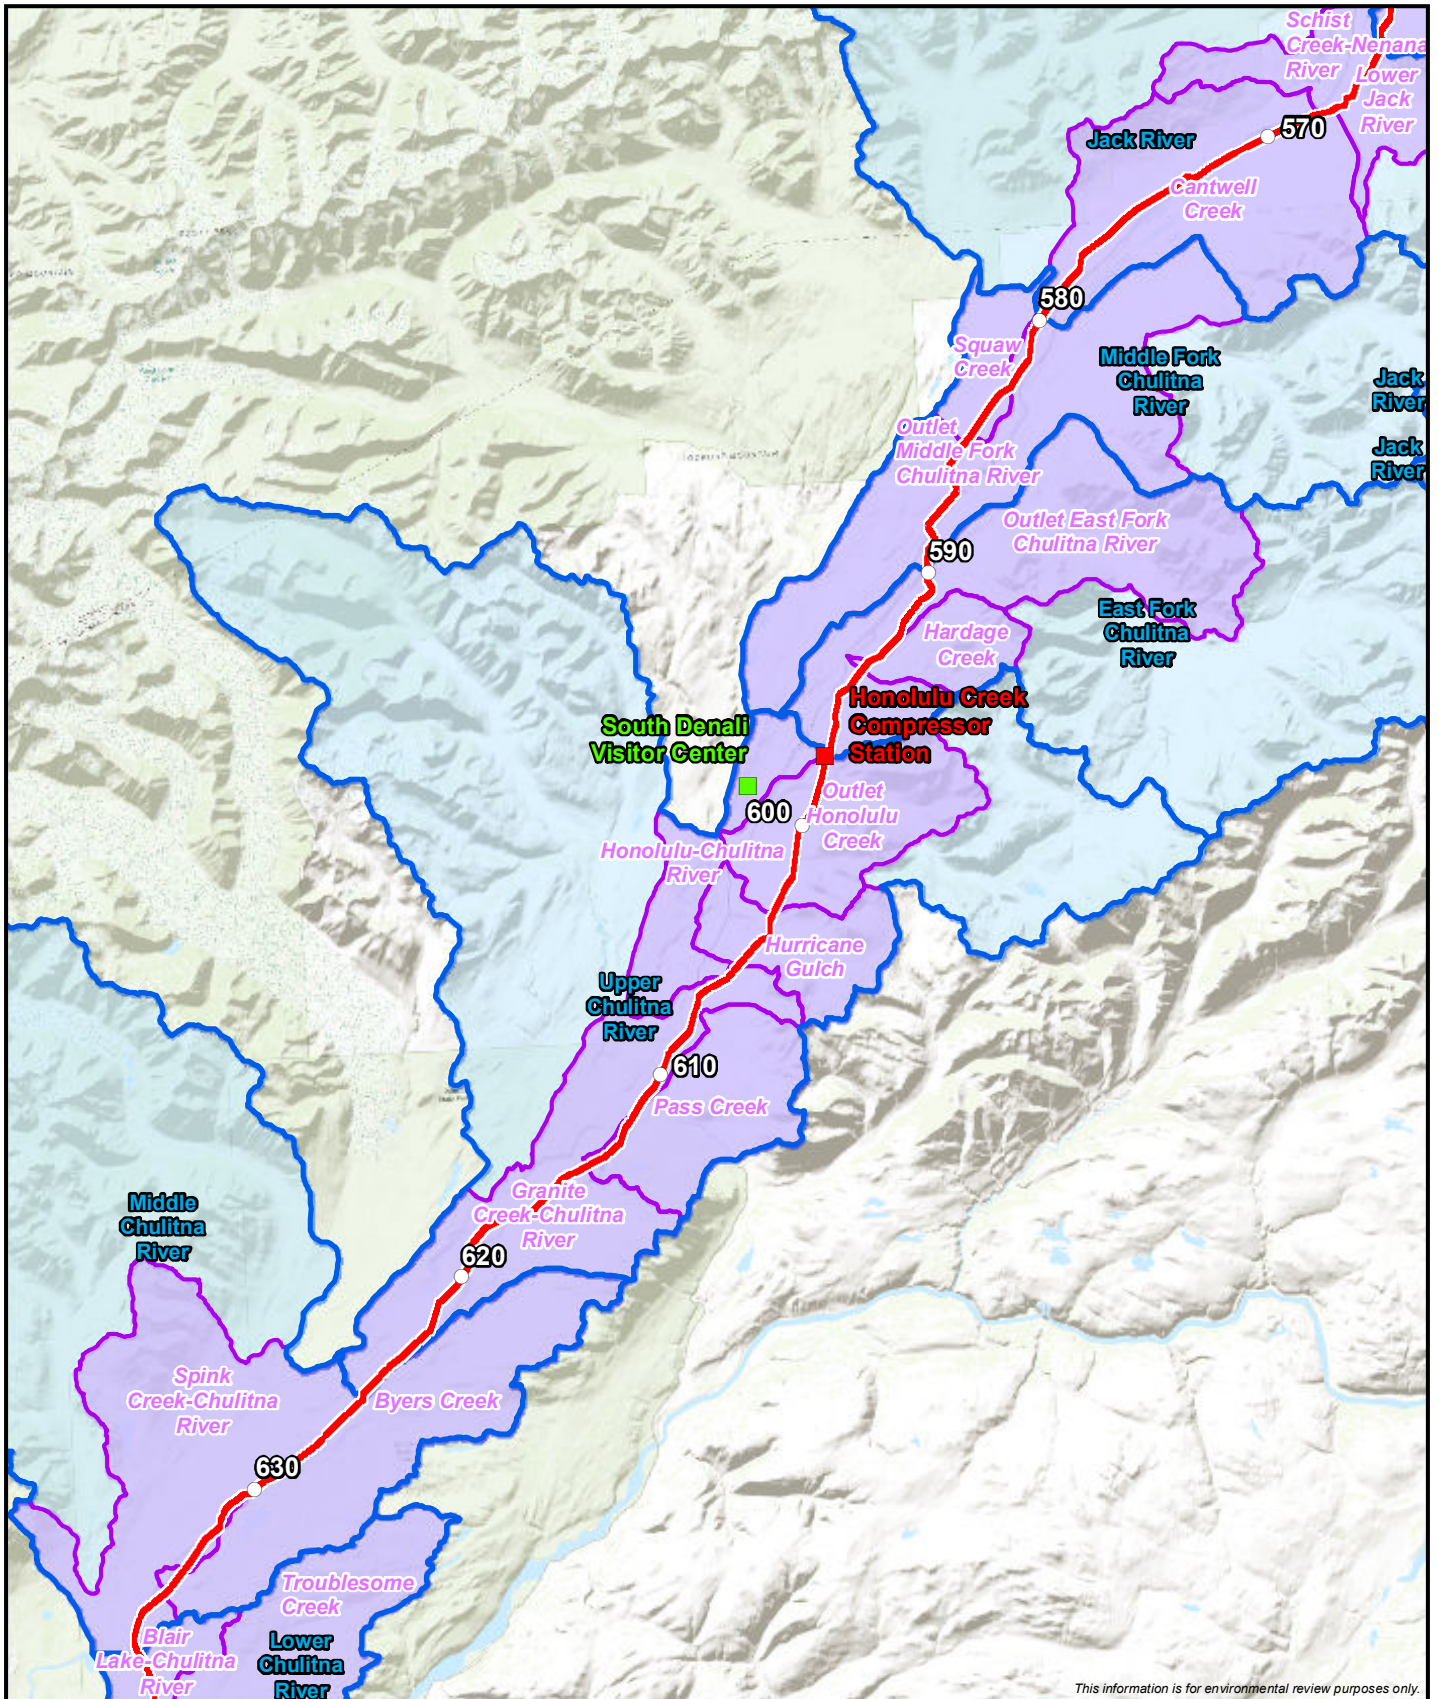 Schist
Creek-Nenana
River
Lower
Jack
River
570
Jack River
Cantwell
Creek
580
Squaw
Creek
Middle Fork
Chulitna
River
Jack
River
Outlet
Middle Fork
Chulitna River
Jack
River
Outlet East Fork
Chulitna River
590
East Fork
Chulitna
River
Hardage
Creek
Honolulu Creek
Compressor
Station
South Denali
Visitor Center
600
Outlet
Honolulu
Creek
Honolulu-Chulitna
River
Hurricane
Gulch
Upper
Chulitna
River
610
Pass Creek
Granite
Creek-Chulitna
River
Middle
Chulitna
River
620
Spink
Creek-Chulitna
River
Byers Creek
630
Troublesome
Creek
Blair
Lake-Chulitna
River
Lower
Chulitna
River
This information is for environmental review purposes only.